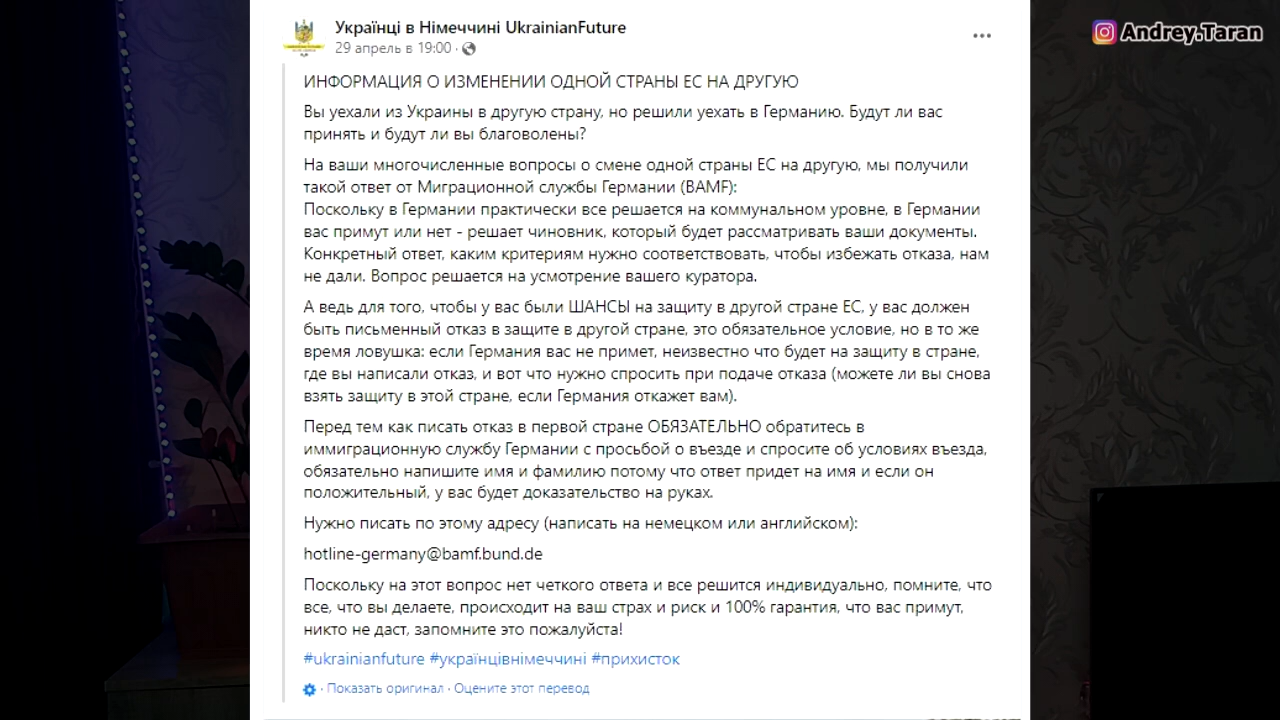 Українці в Німеччині UkrainianFuture
Andrey.Taran
29 апрель в 19:00 ·
ИНФОРМАЦИЯ О ИЗМЕНЕНИИ ОДНОЙ СТРАНЫ ЕС НА ДРУГУЮ
Вы уехали из Украины в другую страну, но решили уехать в Германию. Будут ли вас
принять и будут ли вы благоволены?
На ваши многочисленные вопросы о смене одной страны ЕС на другую, мы получили
такой ответ от Миграционной службы Германии (BAMF):
Поскольку в Германии практически все решается на коммунальном уровне, в Германии
вас примут или нет - решает чиновник, который будет рассматривать ваши документы.
Конкретный ответ, каким критериям нужно соответствовать, чтобы избежать отказа, нам
не дали. Вопрос решается на усмотрение вашего куратора.
А ведь для того, чтобы у вас были ШАНСЫ на защиту в другой стране ЕС, у вас должен
быть письменный отказ в защите в другой стране, это обязательное условие, но в то же
время ловушка: если Германия вас не примет, неизвестно что будет на защиту в стране,
где вы написали отказ, и вот что нужно спросить при подаче отказа (можете ли вы снова
взять защиту в этой стране, если Германия откажет вам).
Перед тем как писать отказ в первой стране ОБЯЗАТЕЛЬНО обратитесь в
иммиграционную службу Германии с просьбой о въезде и спросите об условиях въезда,
обязательно напишите имя и фамилию потому что ответ придет на имя и если он
положительный, у вас будет доказательство на руках.
Нужно писать по этому адресу (написать на немецком или английском):
hotline-germany@bamf.bund.de
Поскольку на этот вопрос нет четкого ответа и все решится индивидуально, помните, что
все, что вы делаете, происходит на ваш страх и риск и 100% гарантия, что вас примут,
никто не даст, запомните это пожалуйста!
#ukrainianfuture #українцівнімеччині #прихисток
· Показать оригинал · Оцените этот перевод